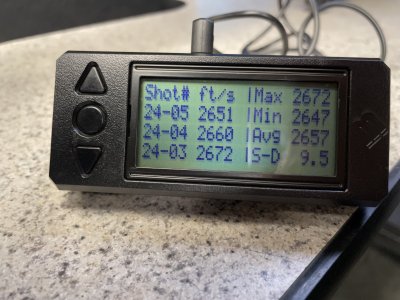 Shot# ft/s |Max 2672
24-05 2651 |Min 2647
24-04 2660 |Avg 2657
24-03 2672 |S-D 9.5